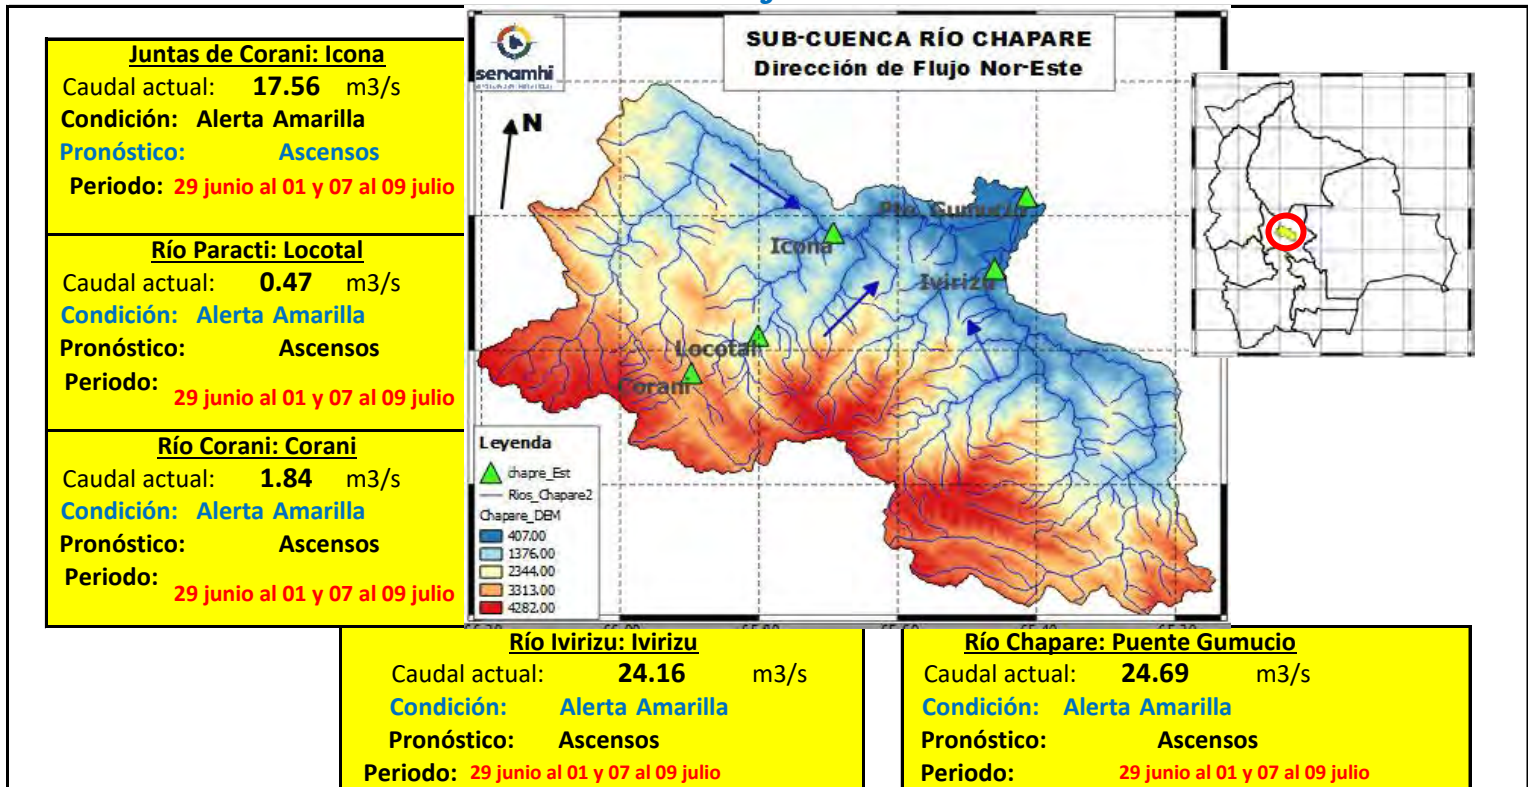 Juntas de Corani: Icona
Caudal actual: 17.56 m3/s
Condición: Alerta Amarilla
Pronóstico: Ascensos
Periodo: 29 junio al 01 y 07 al 09 julio
Río Paracti: Locotal
Caudal actual: 0.47 m3/s
Condición: Alerta Amarilla
Pronóstico: Ascensos
Periodo:
29 junio al 01 y 07 al 09 julio
Río Corani: Corani
Caudal actual: 1.84 m3/s
Condición: Alerta Amarilla
Pronóstico: Ascensos
Periodo:
29 junio al 01 y 07 al 09 julio
senamhi
SUB-CUENCA RÍO CHAPARE
Dirección de Flujo Nor-Este
N
Pto. Gumucio
Icona
Ivirizu
Locotal
Corani
Leyenda
chapre_Est
Rios_Chapare2
Chapare_DEM
407.00
1376.00
2344.00
3313.00
4282.00
Río Ivirizu: Ivirizu
Caudal actual: 24.16 m3/s
Condición: Alerta Amarilla
Pronóstico: Ascensos
Periodo: 29 junio al 01 y 07 al 09 julio
Río Chapare: Puente Gumucio
Caudal actual: 24.69 m3/s
Condición: Alerta Amarilla
Pronóstico: Ascensos
Periodo: 29 junio al 01 y 07 al 09 julio